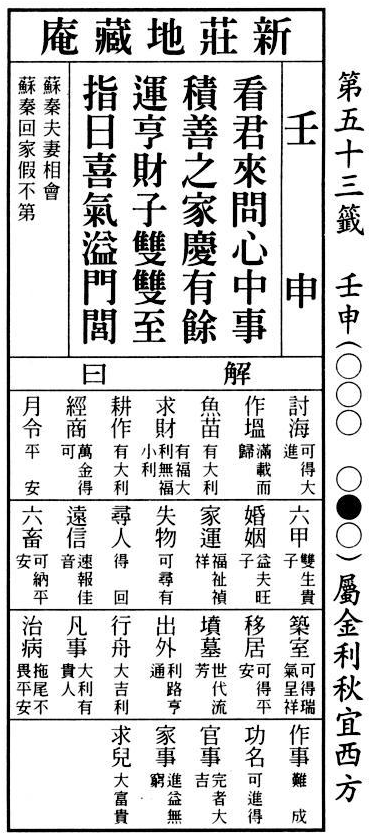 第五十三籤 壬申(○○○ ○●○)屬金利秋宜西方
新莊地藏庵
壬申
看君來問心中事
積善之家慶有餘
運亨財子雙雙至
指日喜氣溢門閭
蘇秦夫妻相會
蘇秦回家假不第
解曰
討海 可得大進
作塭 滿載而歸
魚苗 有大利
求財 有福大利無福小利
耕作 有大利
經商 萬金得可
月令 平安
六甲 雙生貴子
婚姻 益夫旺子
家運 福祉禎祥
失物 可尋有
尋人 得回
遠信 速報佳音
六畜 可納平安
築室 可得瑞氣呈祥
移居 可得平安
墳墓 世代流芳
出外 利路亨通
行舟 大吉利
凡事 大利有貴人
治病 拖尾不畏平安
作事 難成
功名 可進得
官事 完者大吉
家事 進益無窮
求兒 大富貴